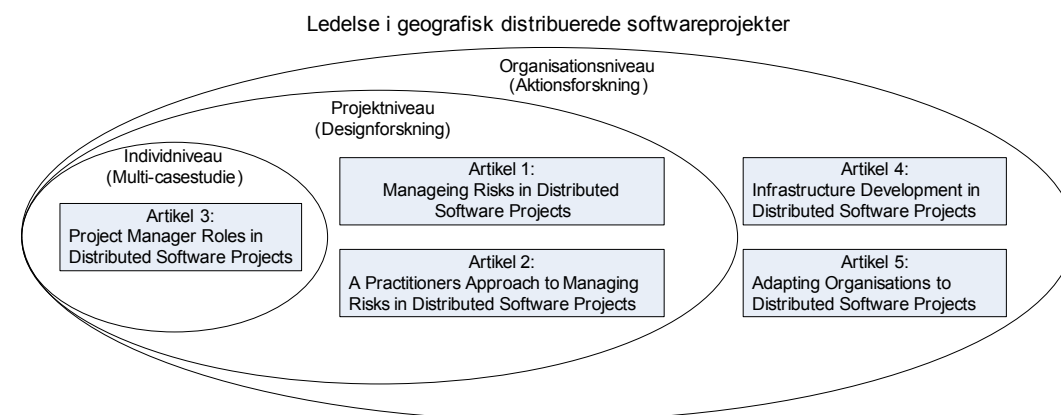 Ledelse i geografisk distribuerede softwareprojekter
Organisationsniveau
(Aktionsforskning)
Projektniveau
(Designforskning)
Individniveau
(Multi-casestudie)
Artikel 3:
Project Manager Roles in
Distributed Software Projects
Artikel 1:
Manageing Risks in Distributed
Software Projects
Artikel 2:
A Practitioners Approach to Managing
Risks in Distributed Software Projects
Artikel 4:
Infrastructure Development in
Distributed Software Projects
Artikel 5:
Adapting Organisations to
Distributed Software Projects